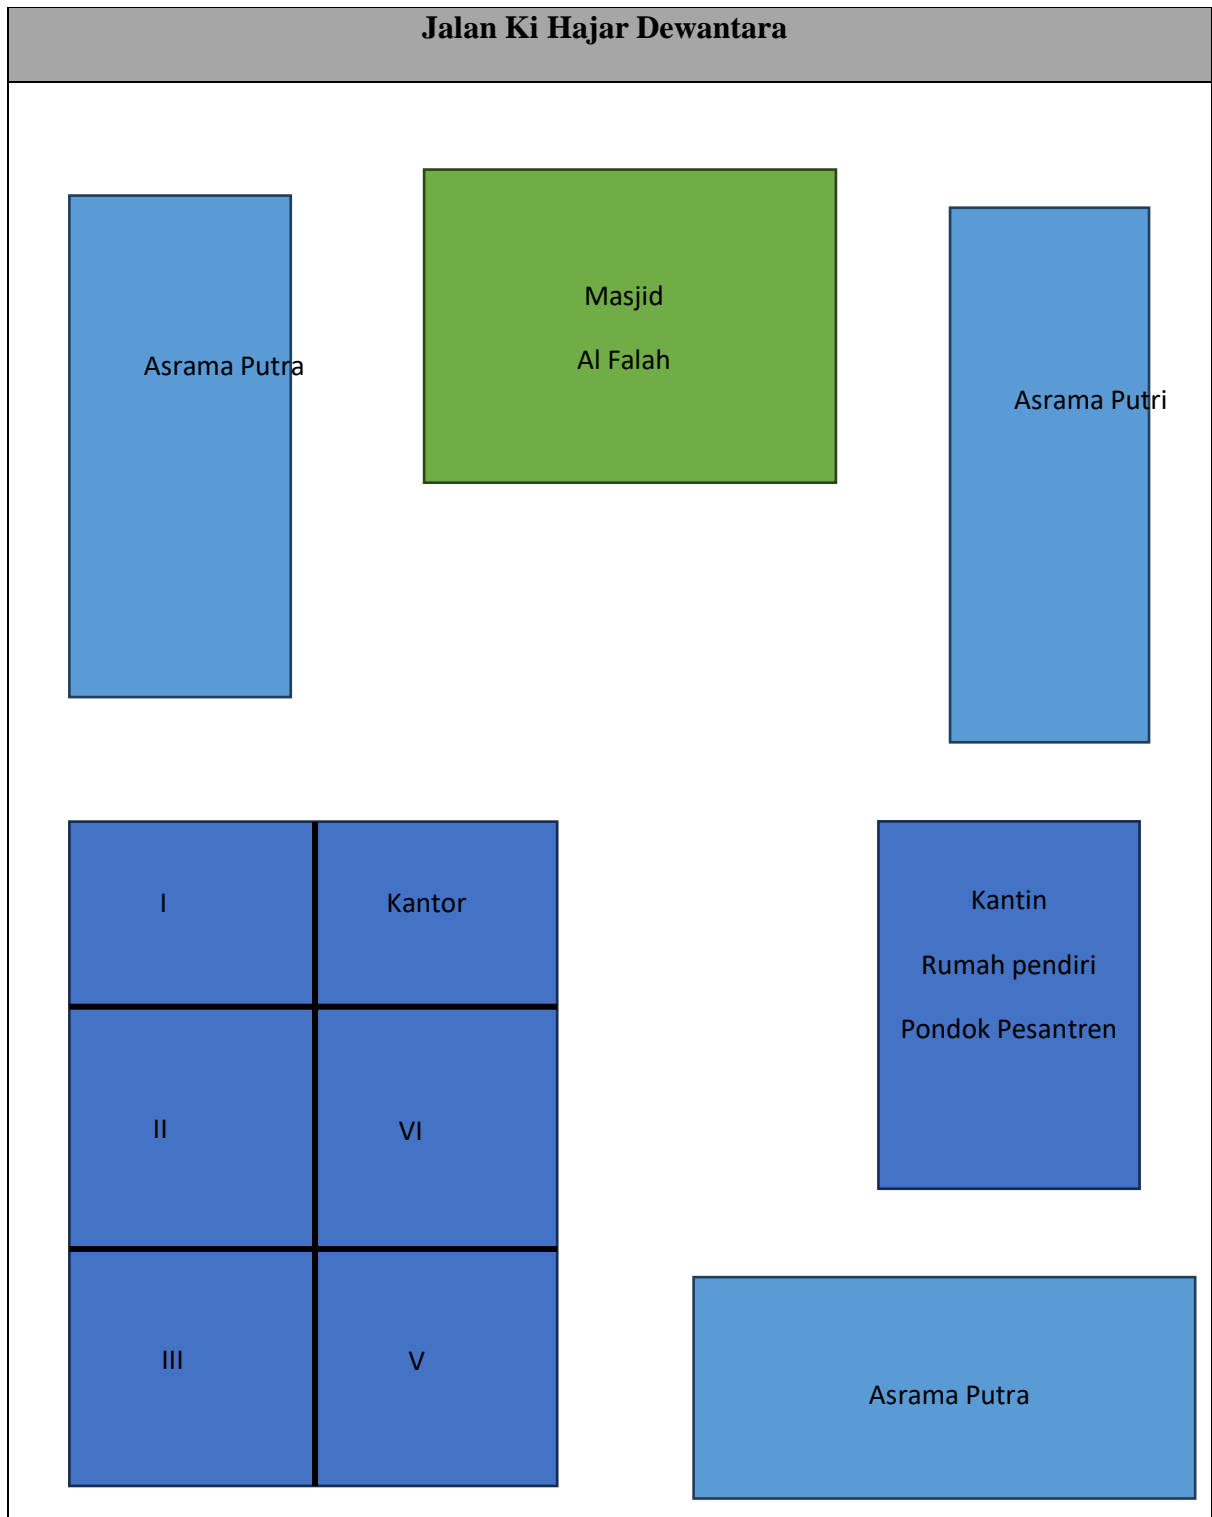 Jalan Ki Hajar Dewantara
Masjid
Al Falah
Asrama Putra
Asrama Putri
I
Kantor
Kantin
Rumah pendiri
Pondok Pesantren
II
VI
III
V
Asrama Putra